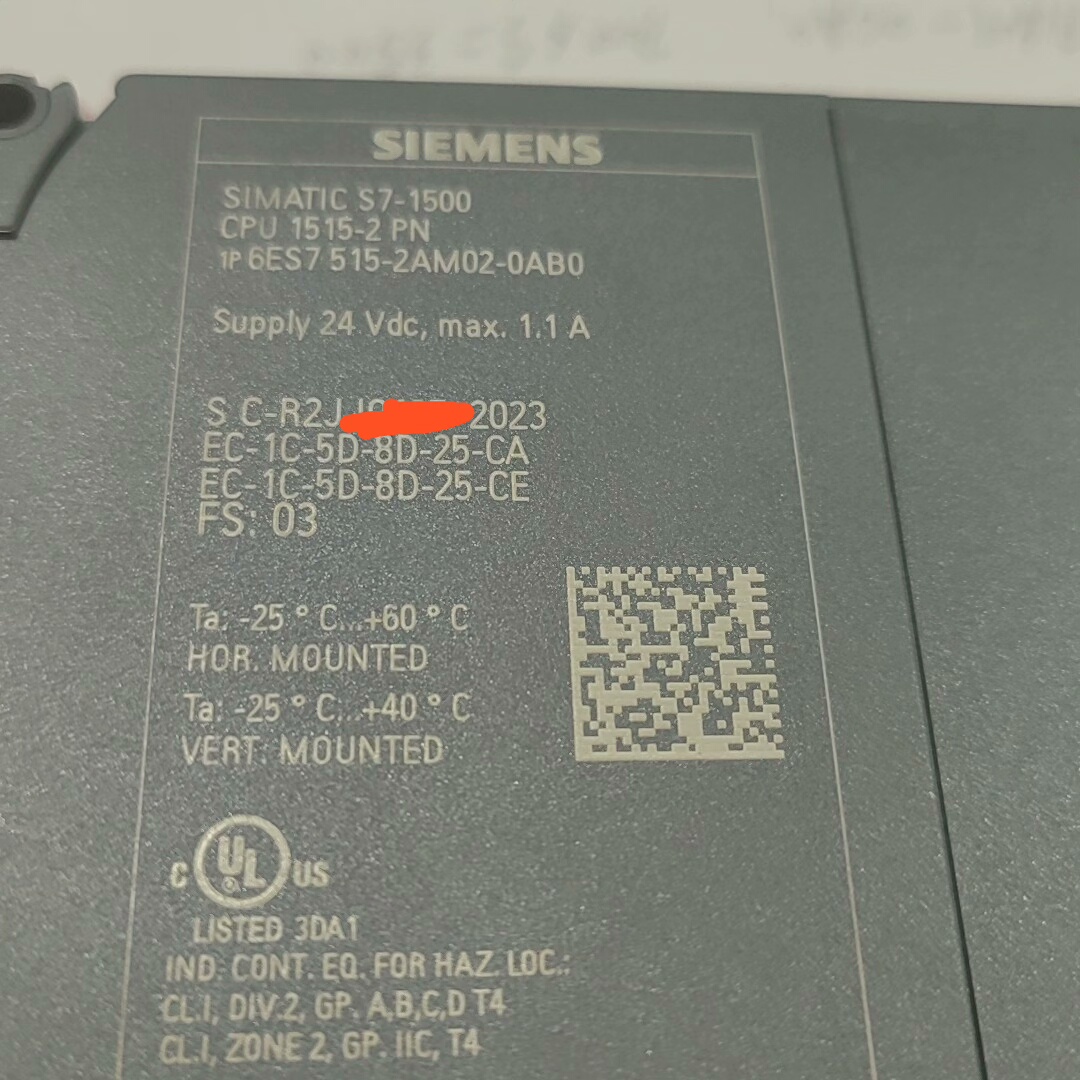 SIEMENS
SIMATIC S7-1500
CPU 1515-2 PN
1P 6ES7 515-2AM02-0AB0
Supply 24 Vdc, max. 1.1 A
S C-R2J 2023
EC-1C-5D-8D-25-CA
EC-1C-5D-8D-25-CE
FS: 03
Ta: -25 ° C...+60 ° C
HOR. MOUNTED
Ta: -25 ° C...+40 ° C
VERT. MOUNTED
C UL US
LISTED 3DA1
IND. CONT. EQ. FOR HAZ. LOC.:
CL.I, DIV.2, GP. A,B,C,D T4
CL.I, ZONE 2, GP. IIC, T4